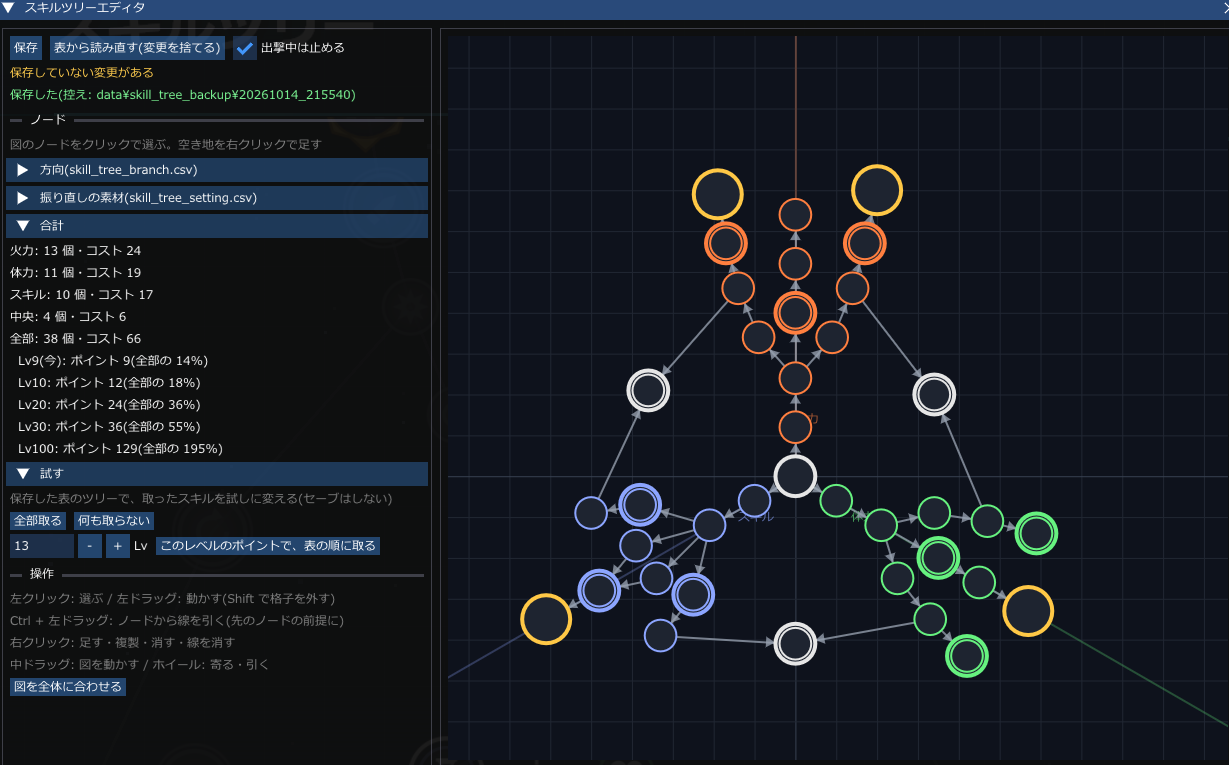 スキルツリーエディタ
保存 表から読み直す(変更を捨てる) 出撃中は止める
保存していない変更がある
保存した(控え: data¥skill_tree_backup¥20261014_215540)
ノード
図のノードをクリックで選ぶ。空き地を右クリックで足す
方向(skill_tree_branch.csv)
振り直しの素材(skill_tree_setting.csv)
合計
火力: 13 個・コスト 24
体力: 11 個・コスト 19
スキル: 10 個・コスト 17
中央: 4 個・コスト 6
全部: 38 個・コスト 66
Lv9(今): ポイント 9(全部の 14%)
Lv10: ポイント 12(全部の 18%)
Lv20: ポイント 24(全部の 36%)
Lv30: ポイント 36(全部の 55%)
Lv100: ポイント 129(全部の 195%)
試す
保存した表のツリーで、取ったスキルを試しに変える(セーブはしない)
全部取る 何も取らない
13 - + Lv このレベルのポイントで、表の順に取る
操作
左クリック: 選ぶ / 左ドラッグ: 動かす(Shift で格子を外す)
Ctrl + 左ドラッグ: ノードから線を引く(先のノードの前提に)
右クリック: 足す・複製・消す・線を消す
中ドラッグ: 図を動かす / ホイール: 寄る・引く
図を全体に合わせる
力
スキル
体